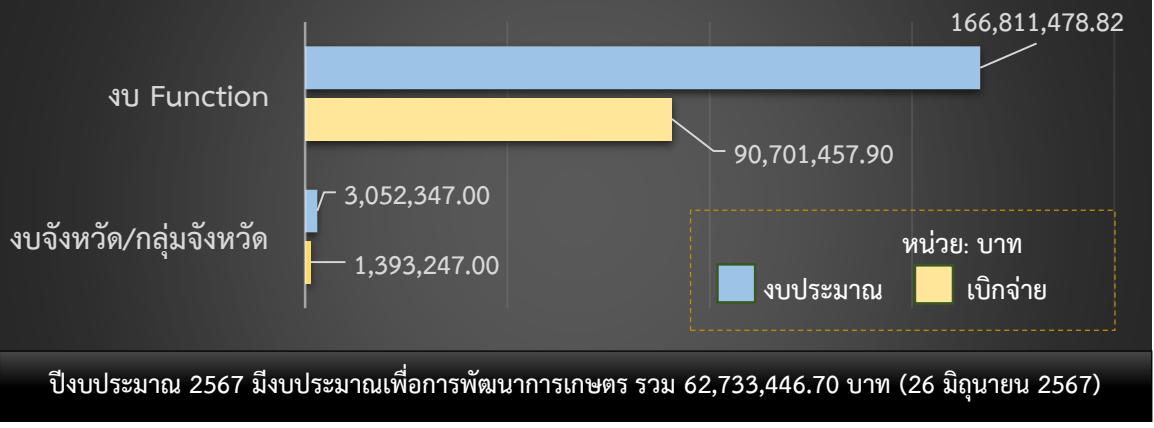 166,811,478.82
งบ Function
90,701,457.90
3,052,347.00
งบจังหวัด/กลุ่มจังหวัด
1,393,247.00
หน่วย: บาท
งบประมาณ เบิกจ่าย
ปีงบประมาณ 2567 มีงบประมาณเพื่อการพัฒนาการเกษตร รวม 62,733,446.70 บาท (26 มิถุนายน 2567)